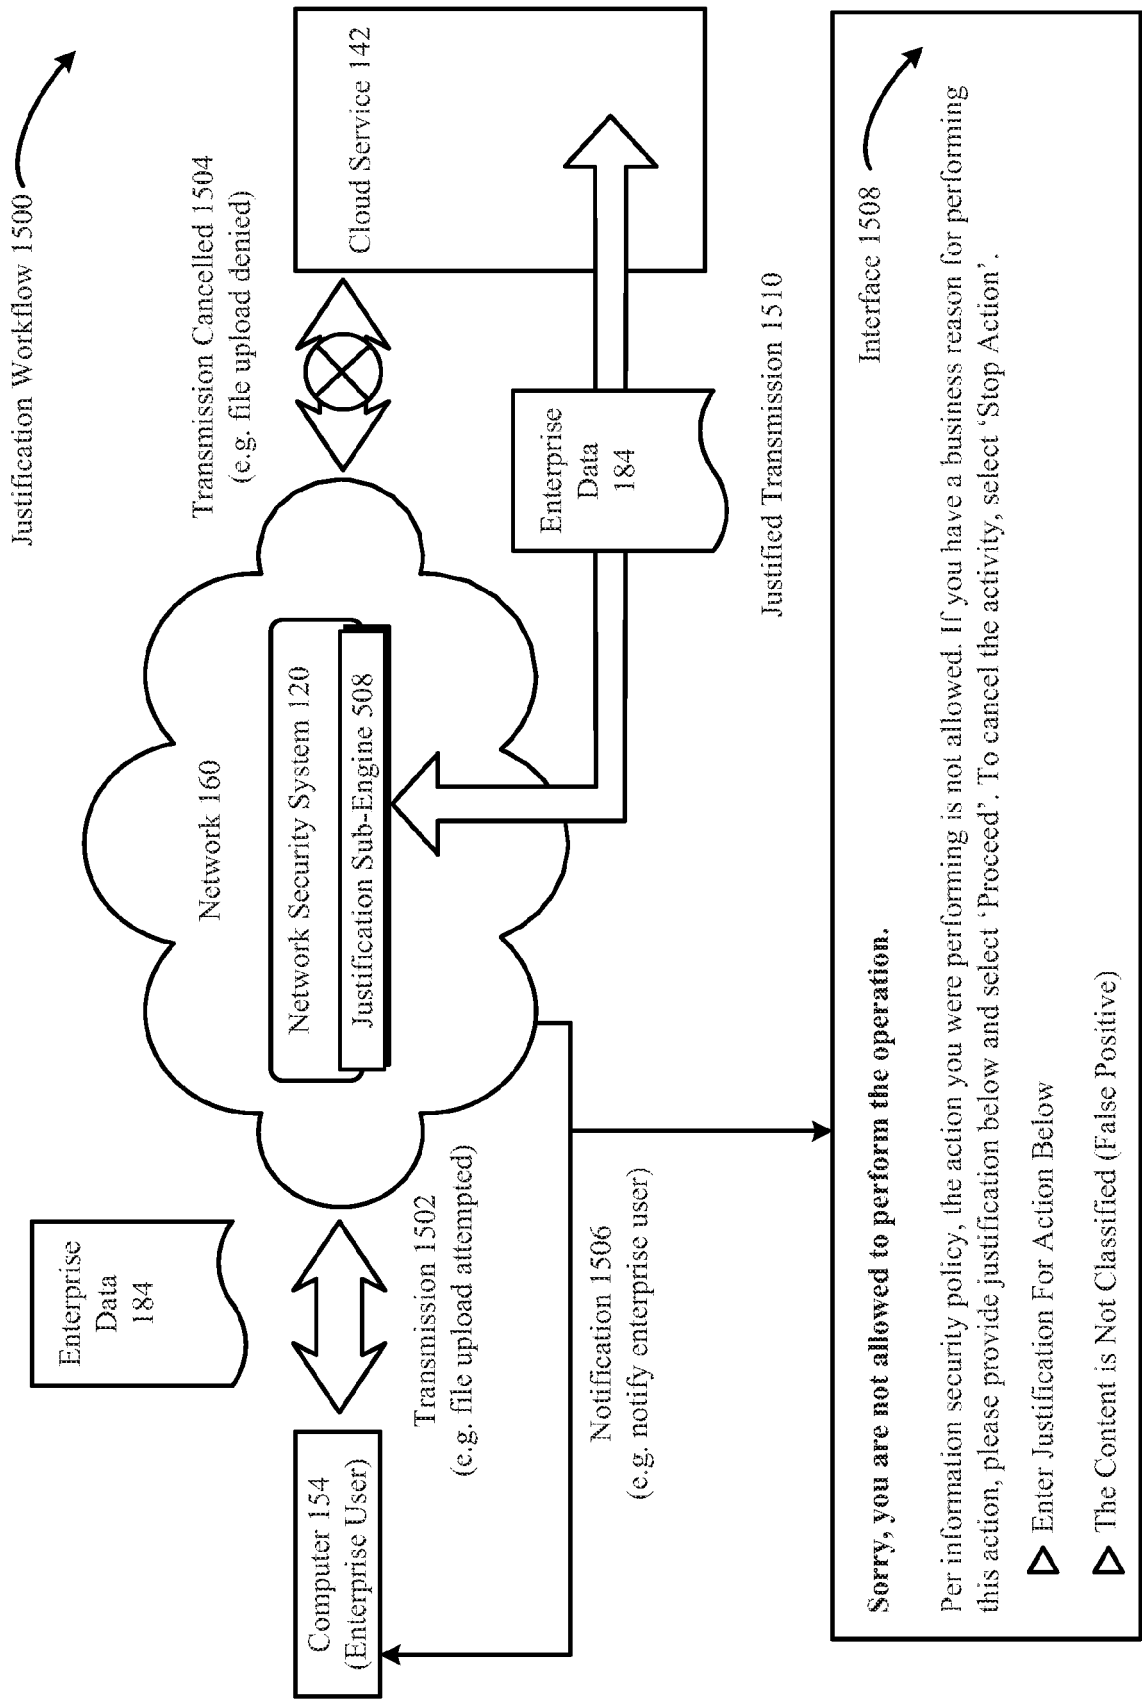 Justification Workflow 1500
Enterprise
Data
184
Computer 154
(Enterprise User)
Transmission 1502
(e.g. file upload attempted)
Network 160
Network Security System 120
Justification Sub-Engine 508
Transmission Cancelled 1504
(e.g. file upload denied)
Cloud Service 142
Enterprise
Data
184
Justified Transmission 1510
Notification 1506
(e.g. notify enterprise user)
Interface 1508
Sorry, you are not allowed to perform the operation.
Per information security policy, the action you were performing is not allowed. If you have a business reason for performing
this action, please provide justification below and select ‘Proceed’. To cancel the activity, select ‘Stop Action’.
Enter Justification For Action Below
The Content is Not Classified (False Positive)